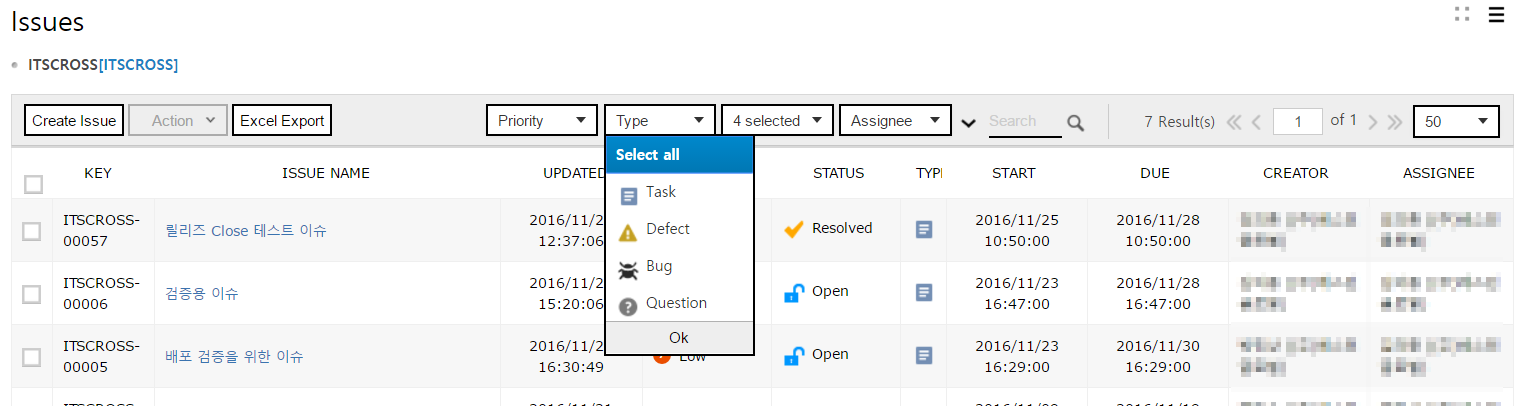 Issues
ITSCROSS[ITSCROSS]
Create Issue Action Excel Export Priority Type 4 selected Assignee Search 7 Result(s) 1 of 1 50
Select all
Task
Defect
Bug
Question
Ok
KEY ISSUE NAME UPDATED STATUS TYPE START DUE CREATOR ASSIGNEE
ITSCROSS-
00057
릴리즈 Close 테스트 이슈
2016/11/2
12:37:06
Resolved
2016/11/25
10:50:00
2016/11/28
10:50:00
ITSCROSS-
00006
검증용 이슈
2016/11/2
15:20:06
Open
2016/11/23
16:47:00
2016/11/28
16:47:00
ITSCROSS-
00005
배포 검증을 위한 이슈
2016/11/2
16:30:49
Low
Open
2016/11/23
16:29:00
2016/11/30
16:29:00